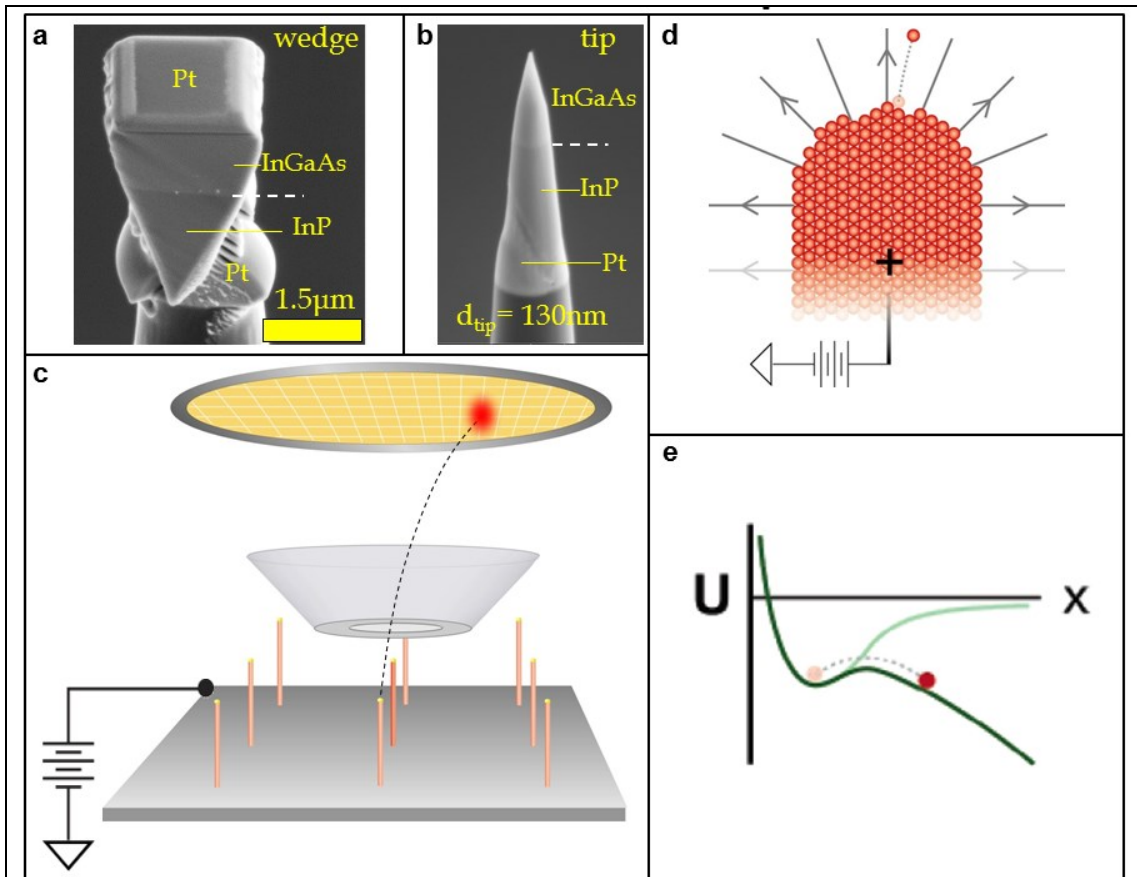 a
wedge
Pt
InGaAs
InP
Pt
1.5μm
b
tip
InGaAs
InP
Pt
dtip= 130nm
c
d
+
e
U
X